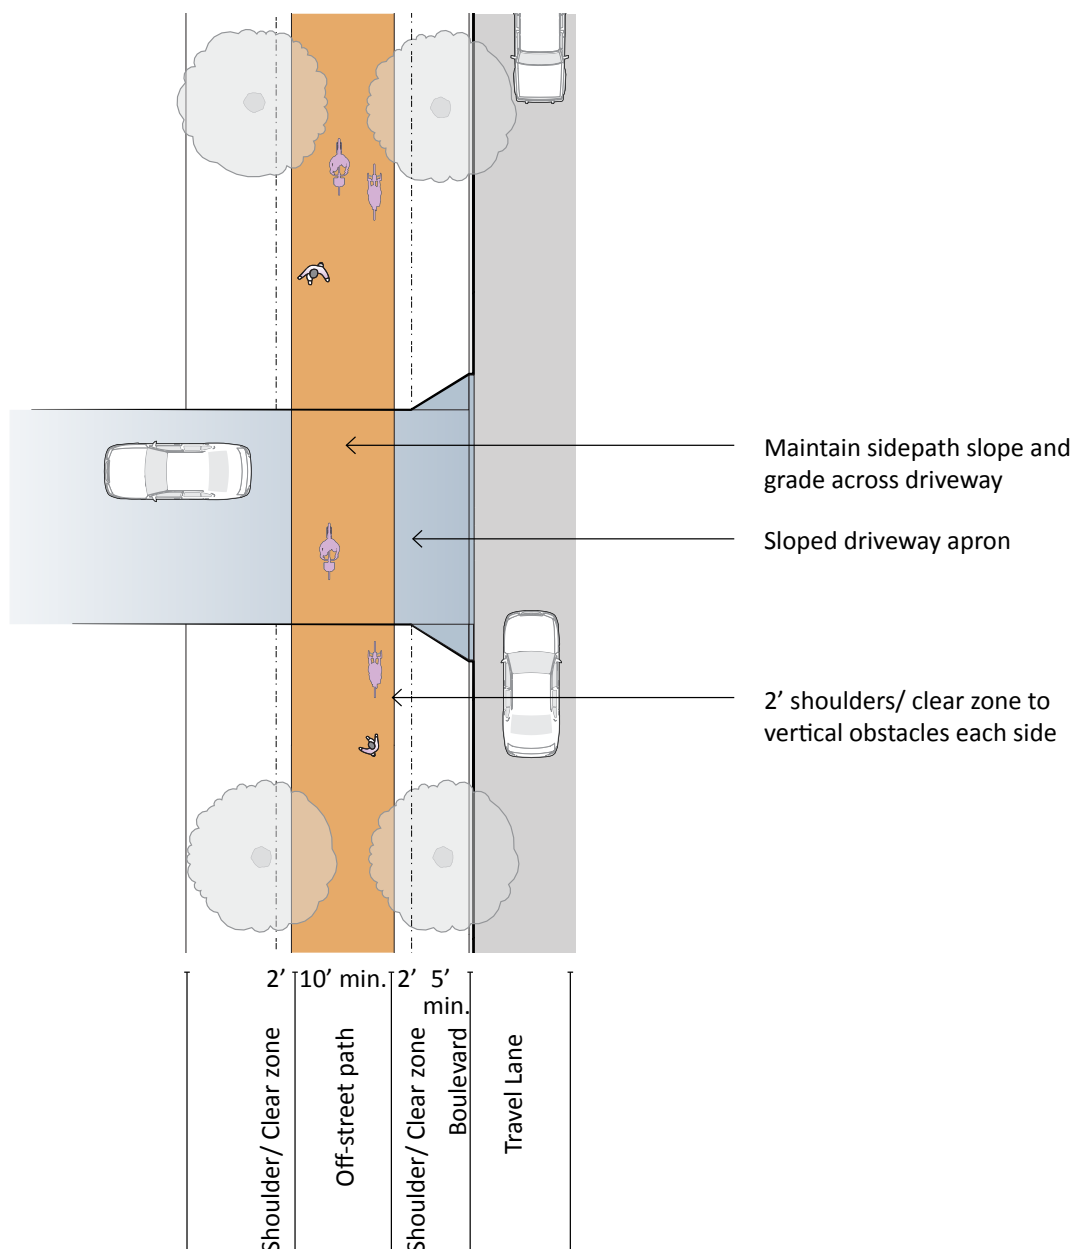 Maintain sidepath slope and
grade across driveway
Sloped driveway apron
2’ shoulders/ clear zone to
vertical obstacles each side
2’ 10’ min. 2’ 5’
min.
Shoulder/ Clear zone
Off-street path
Shoulder/ Clear zone
Boulevard
Travel Lane